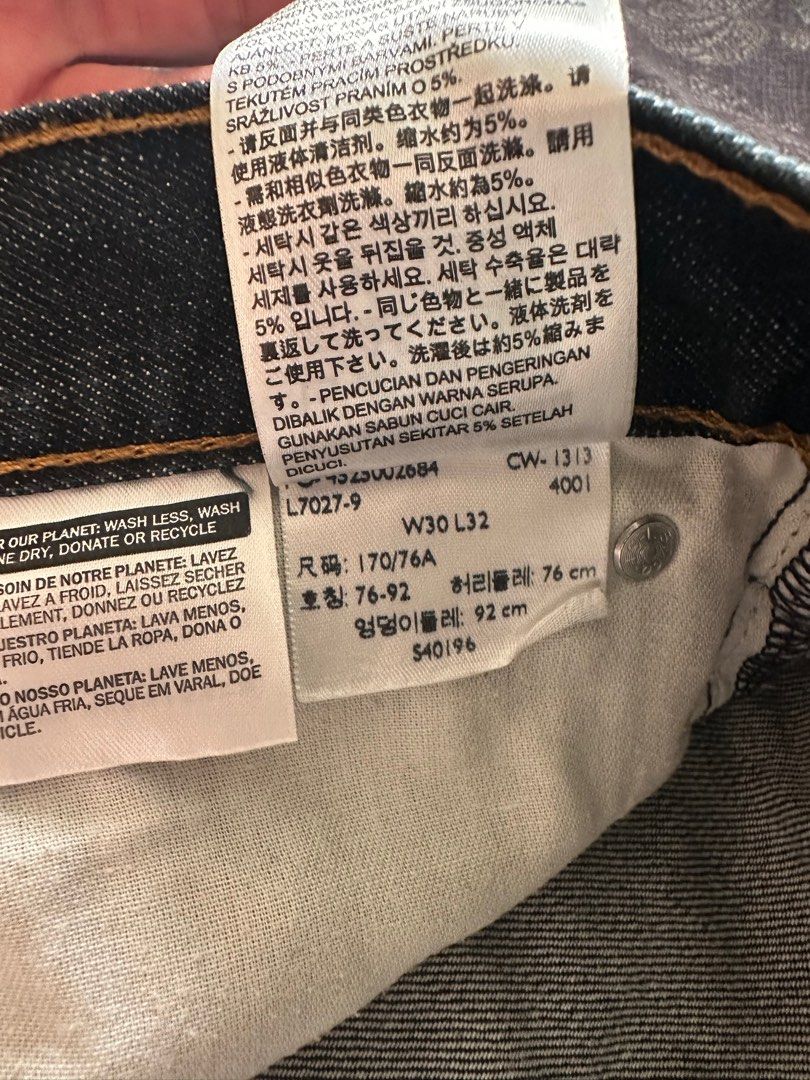 KB 5%. - PERTE A SUŠTE NARUBY
S PODOBNÝMI BARVAMI. PERTE
TEKUTÉM PRACÍM PROSTŘEDKU.
SRÁŽLIVOST PRANÍM O 5%.
- 请反面并与同类色衣物一起洗涤。请
使用液体清洁剂。缩水约为5%。
- 需和相似色衣物一同反面洗滌。請用
液態洗衣劑洗滌。縮水約為5%。
- 세탁시 같은 색상끼리 하십시요.
세탁시 옷을 뒤집을 것. 중성 액체
세제를 사용하세요. 세탁 수축율은 대략
5% 입니다. - 同じ色物と一緒に製品を
裏返して洗ってください。液体洗剤を
ご使用下さい。洗濯後は約5%縮みま
す。- PENCUCIAN DAN PENGERINGAN
DIBALIK DENGAN WARNA SERUPA.
GUNAKAN SABUN CUCI CAIR.
PENYUSUTAN SEKITAR 5% SETELAH
DICUCI.
CW- 1313
L7027-9 4001
W30 L32
尺码: 170/76A
호칭: 76-92 허리둘레: 76 cm
엉덩이둘레: 92 cm
S40196
OUR PLANET: WASH LESS, WASH
DRY, DONATE OR RECYCLE
SOIN DE NOTRE PLANETE: LAVEZ
LAVEZ A FROID, LAISSEZ SECHER
DONNEZ OU RECYCLEZ
PLANETA: LAVA MENOS,
FRIO, TIENDE LA ROPA, DONA O
NOSSO PLANETA: LAVE MENOS,
ÁGUA FRIA, SEQUE EM VARAL, DOE